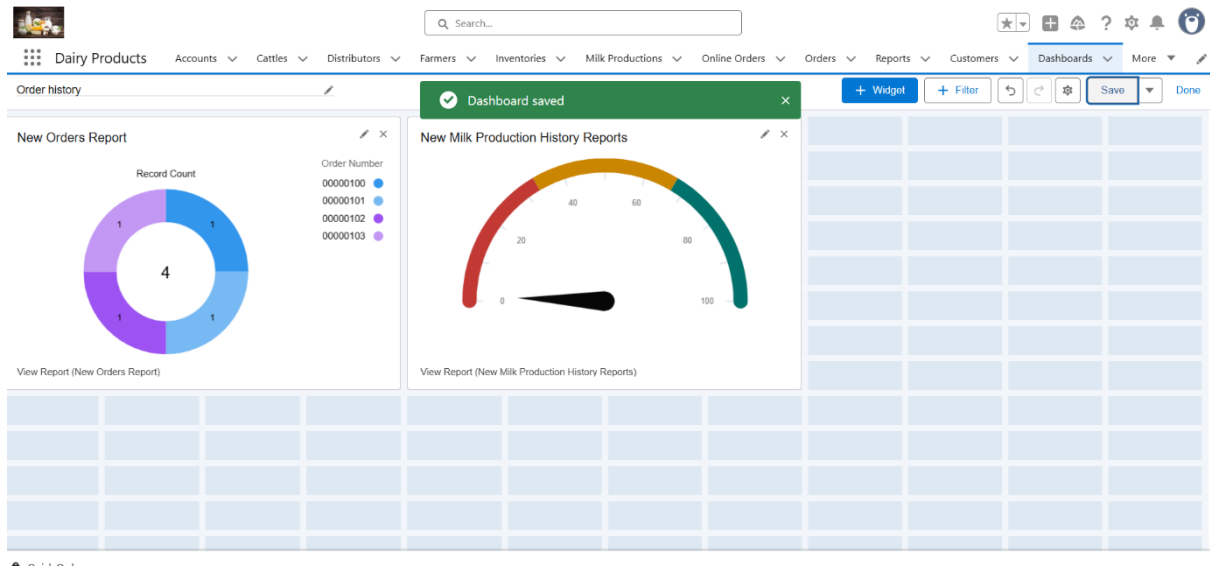 Search...
Dairy Products Accounts Cattles Distributors Farmers Inventories Milk Productions Online Orders Orders Reports Customers Dashboards More
Order history
Dashboard saved
+ Widget + Filter Save Done
New Orders Report
Record Count
Order Number
00000100
00000101
00000102
00000103
1 1
4
1 1
View Report (New Orders Report)
New Milk Production History Reports
40 60
20 80
0 100
View Report (New Milk Production History Reports)